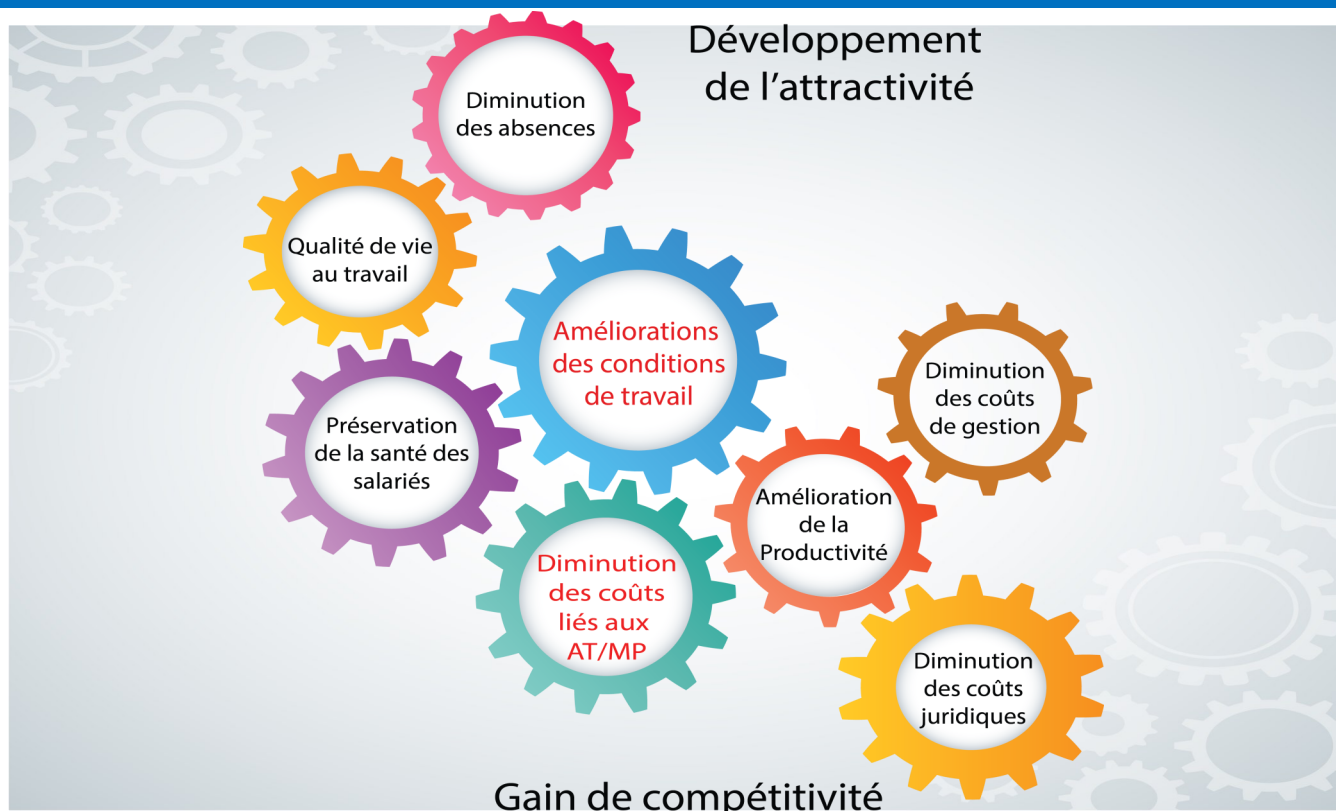 Développement
de l’attractivité
Diminution
des absences
Qualité de vie
au travail
Améliorations
des conditions
de travail
Diminution
des coûts
de gestion
Préservation
de la santé des
salariés
Amélioration
de la
Productivité
Diminution
des coûts
liés aux
AT/MP
Diminution
des coûts
juridiques
Gain de compétitivité